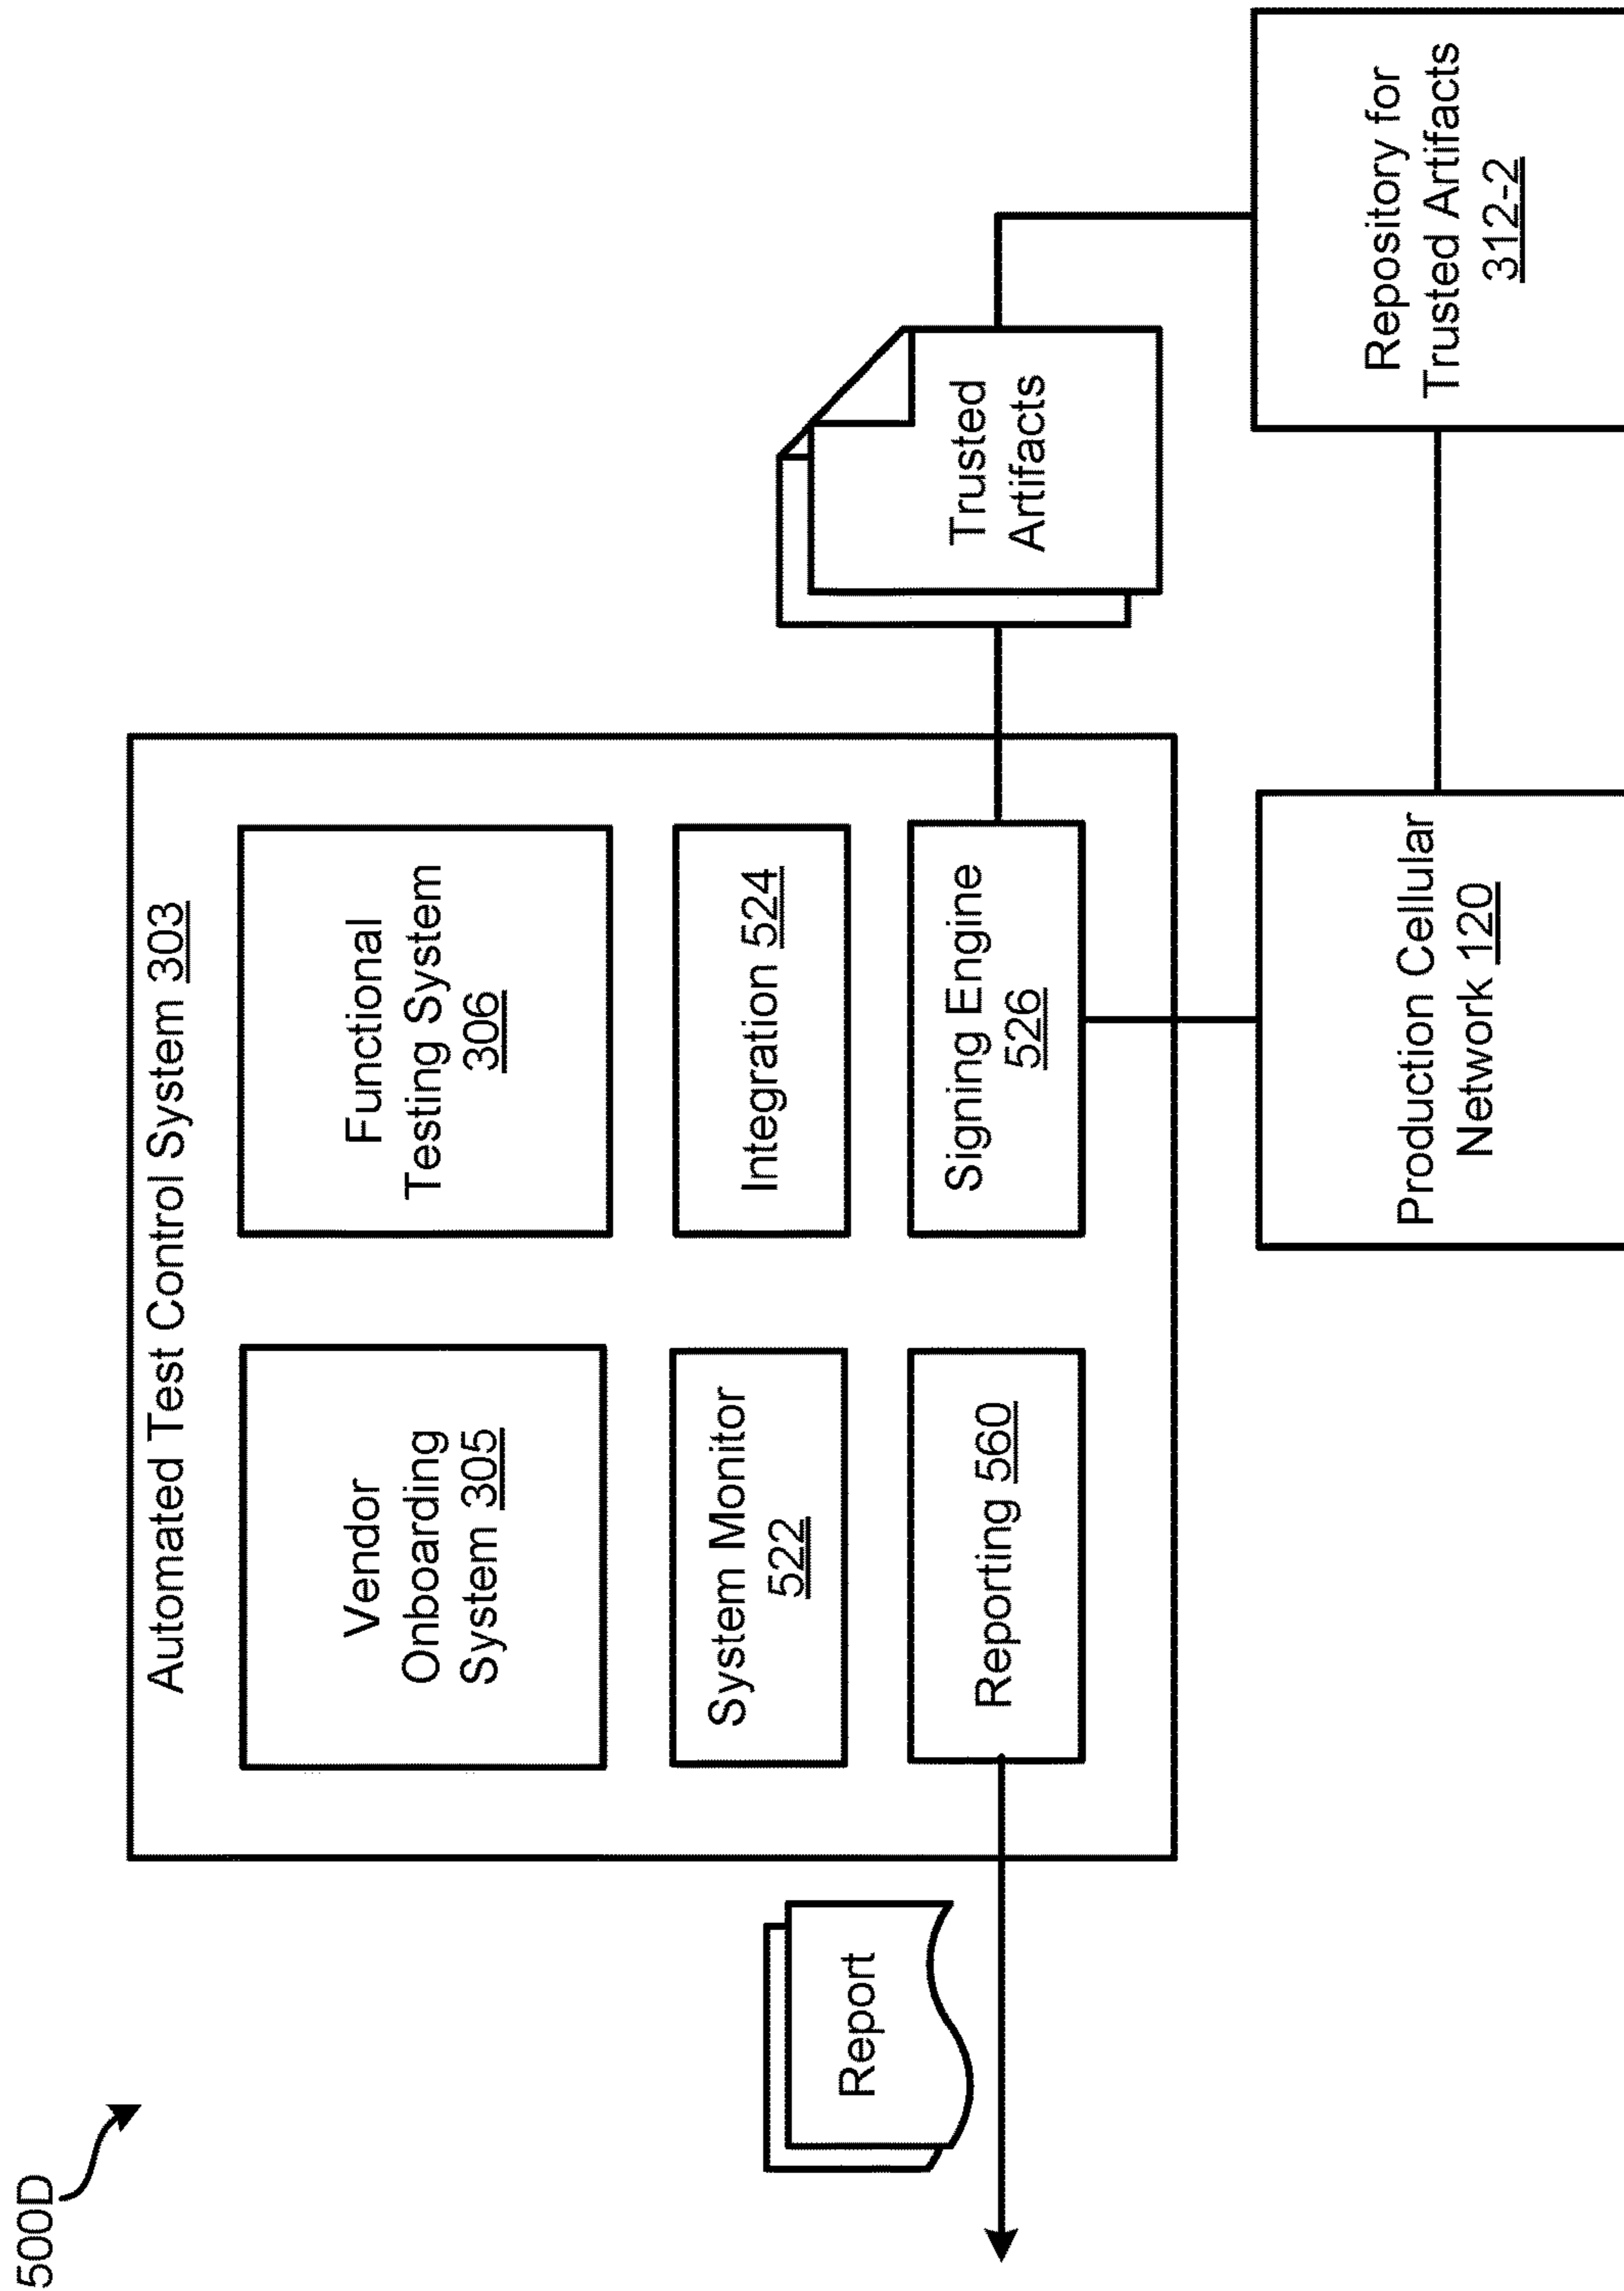 500D
Automated Test Control System 303
Vendor
Onboarding
System 305
Functional
Testing System
306
System Monitor
522
Integration 524
Reporting 560
Signing Engine
526
Report
Trusted
Artifacts
Production Cellular
Network 120
Repository for
Trusted Artifacts
312-2